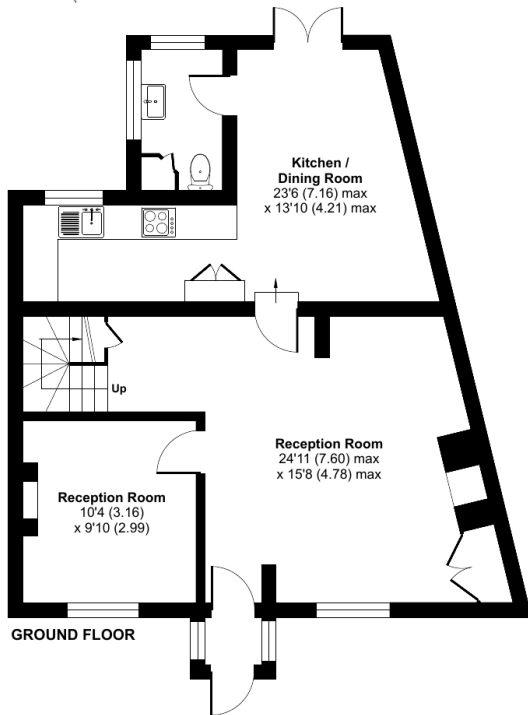 Kitchen /
Dining Room
23'6 (7.16) max
x 13'10 (4.21) max
Up
Reception Room
24'11 (7.60) max
x 15'8 (4.78) max
Reception Room
10'4 (3.16)
x 9'10 (2.99)
GROUND FLOOR